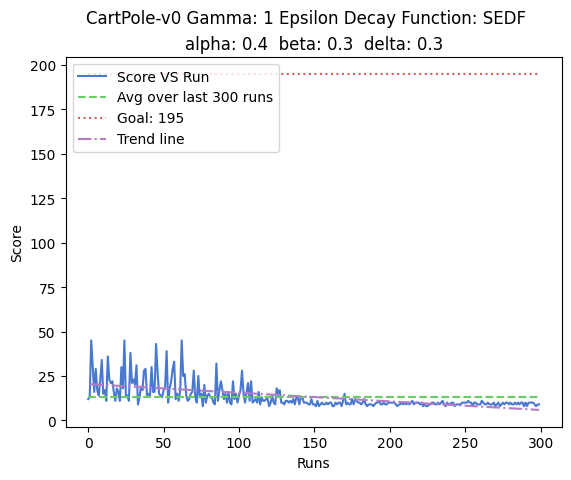 CartPole-v0 Gamma: 1 Epsilon Decay Function: SEDF
alpha: 0.4 beta: 0.3 delta: 0.3
Score VS Run
Avg over last 300 runs
Goal: 195
Trend line
200
175
150
125
100
75
50
25
0
Score
0 50 100 150 200 250 300
Runs